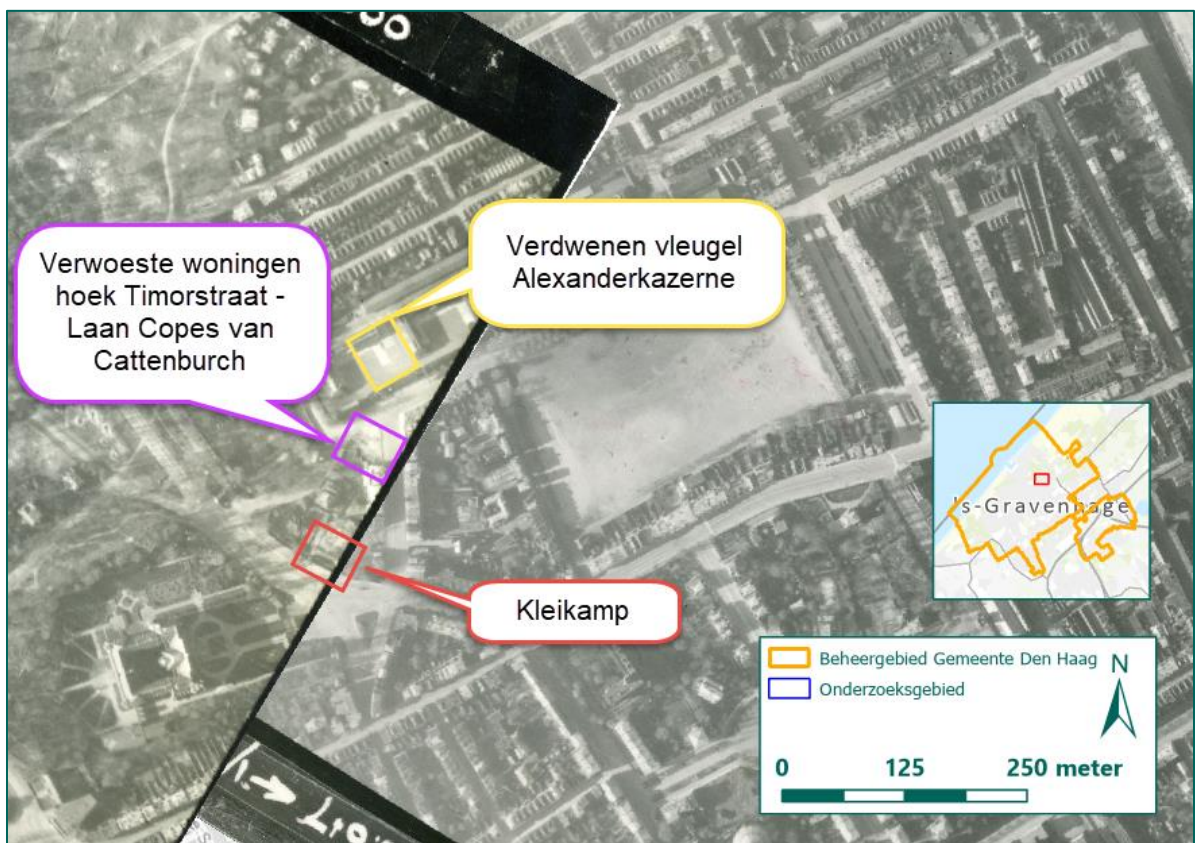 000
Verwoeste woningen
hoek Timorstraat -
Laan Copes van
Cattenburch
Verdwenen vleugel
Alexanderkazerne
Kleikamp
's-Gravenhage
Beheergebied Gemeente Den Haag
Onderzoeksgebied
N
0 125 250 meter